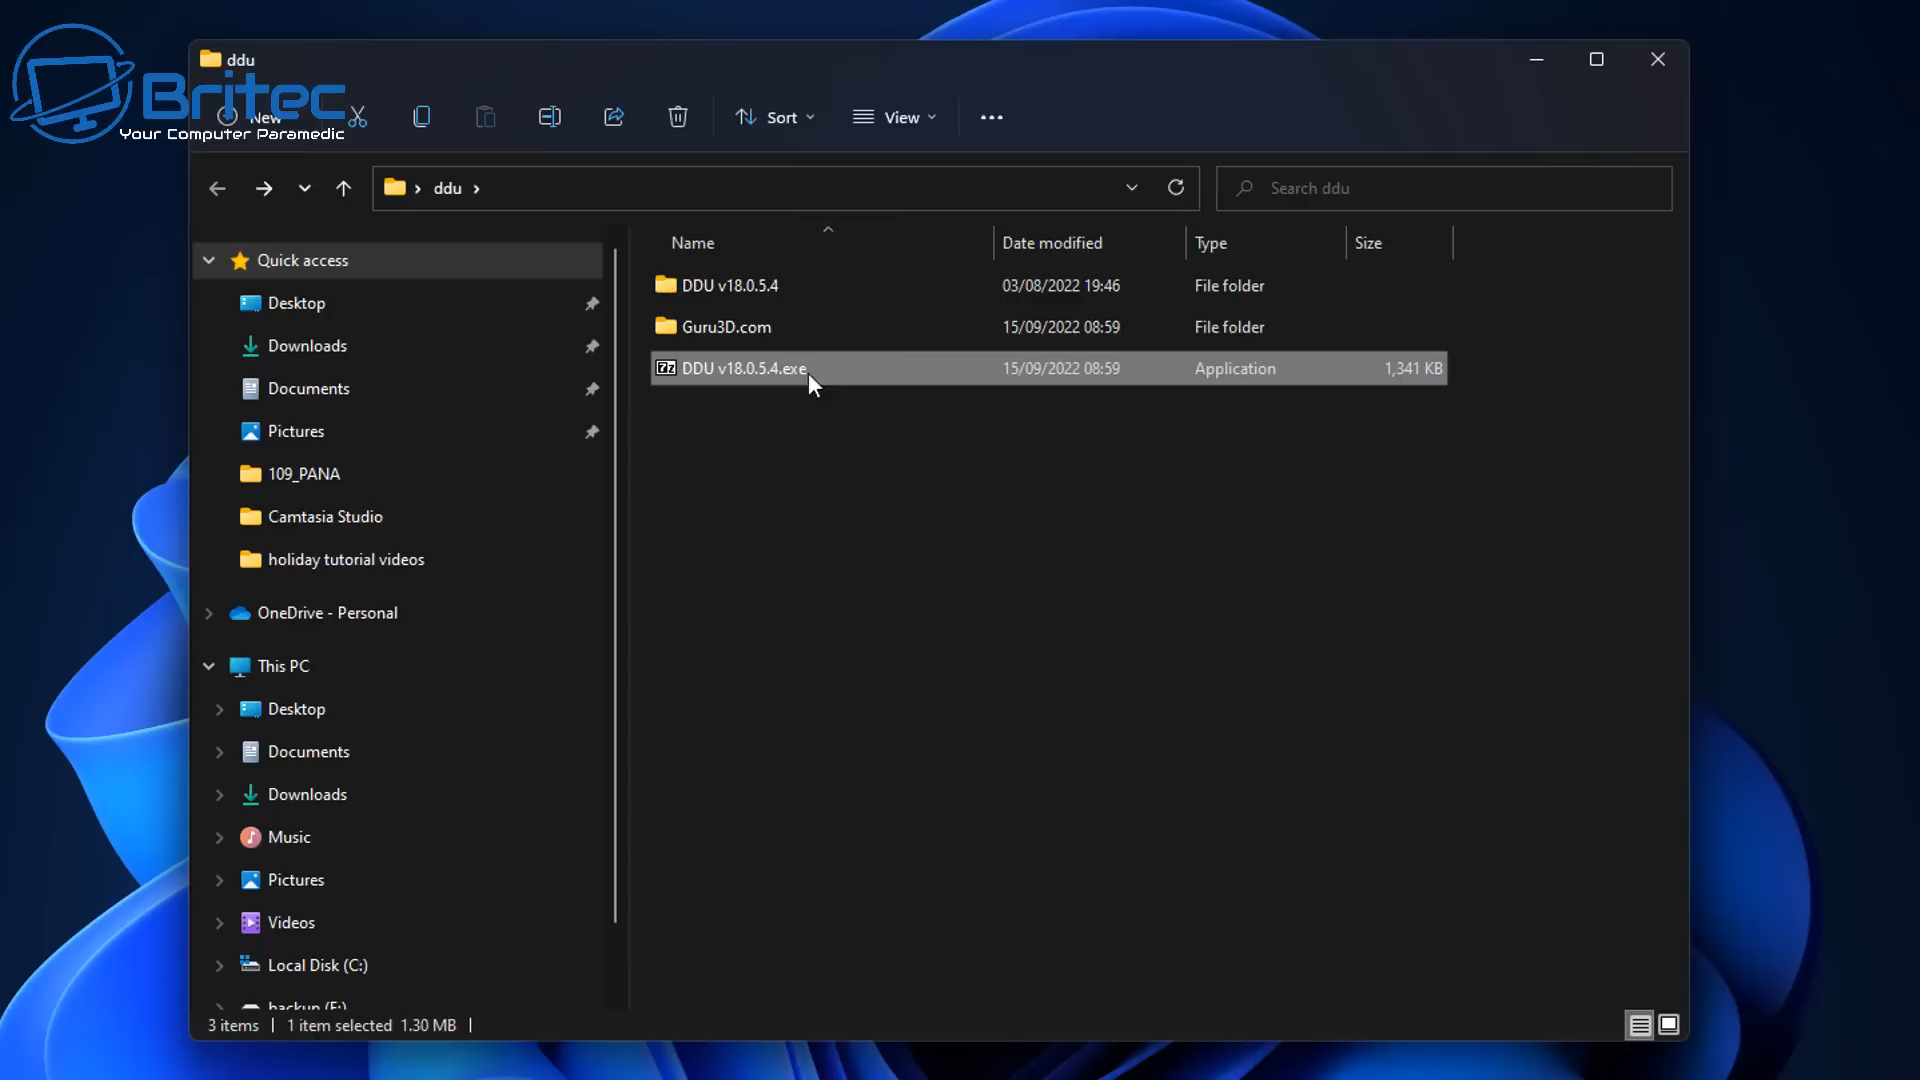 ddu
Britec
Your Computer Paramedic
New
Sort
View
ddu
Search ddu
Name
Date modified
Type
Size
DDU v18.0.5.4
03/08/2022 19:46
File folder
Guru3D.com
15/09/2022 08:59
File folder
7z
DDU v18.0.5.4.exe
15/09/2022 08:59
Application
1,341 KB
Quick access
Desktop
Downloads
Documents
Pictures
109_PANA
Camtasia Studio
holiday tutorial videos
OneDrive - Personal
This PC
Desktop
Documents
Downloads
Music
Pictures
Videos
Local Disk (C:)
backup (F:)
3 items
1 item selected 1.30 MB